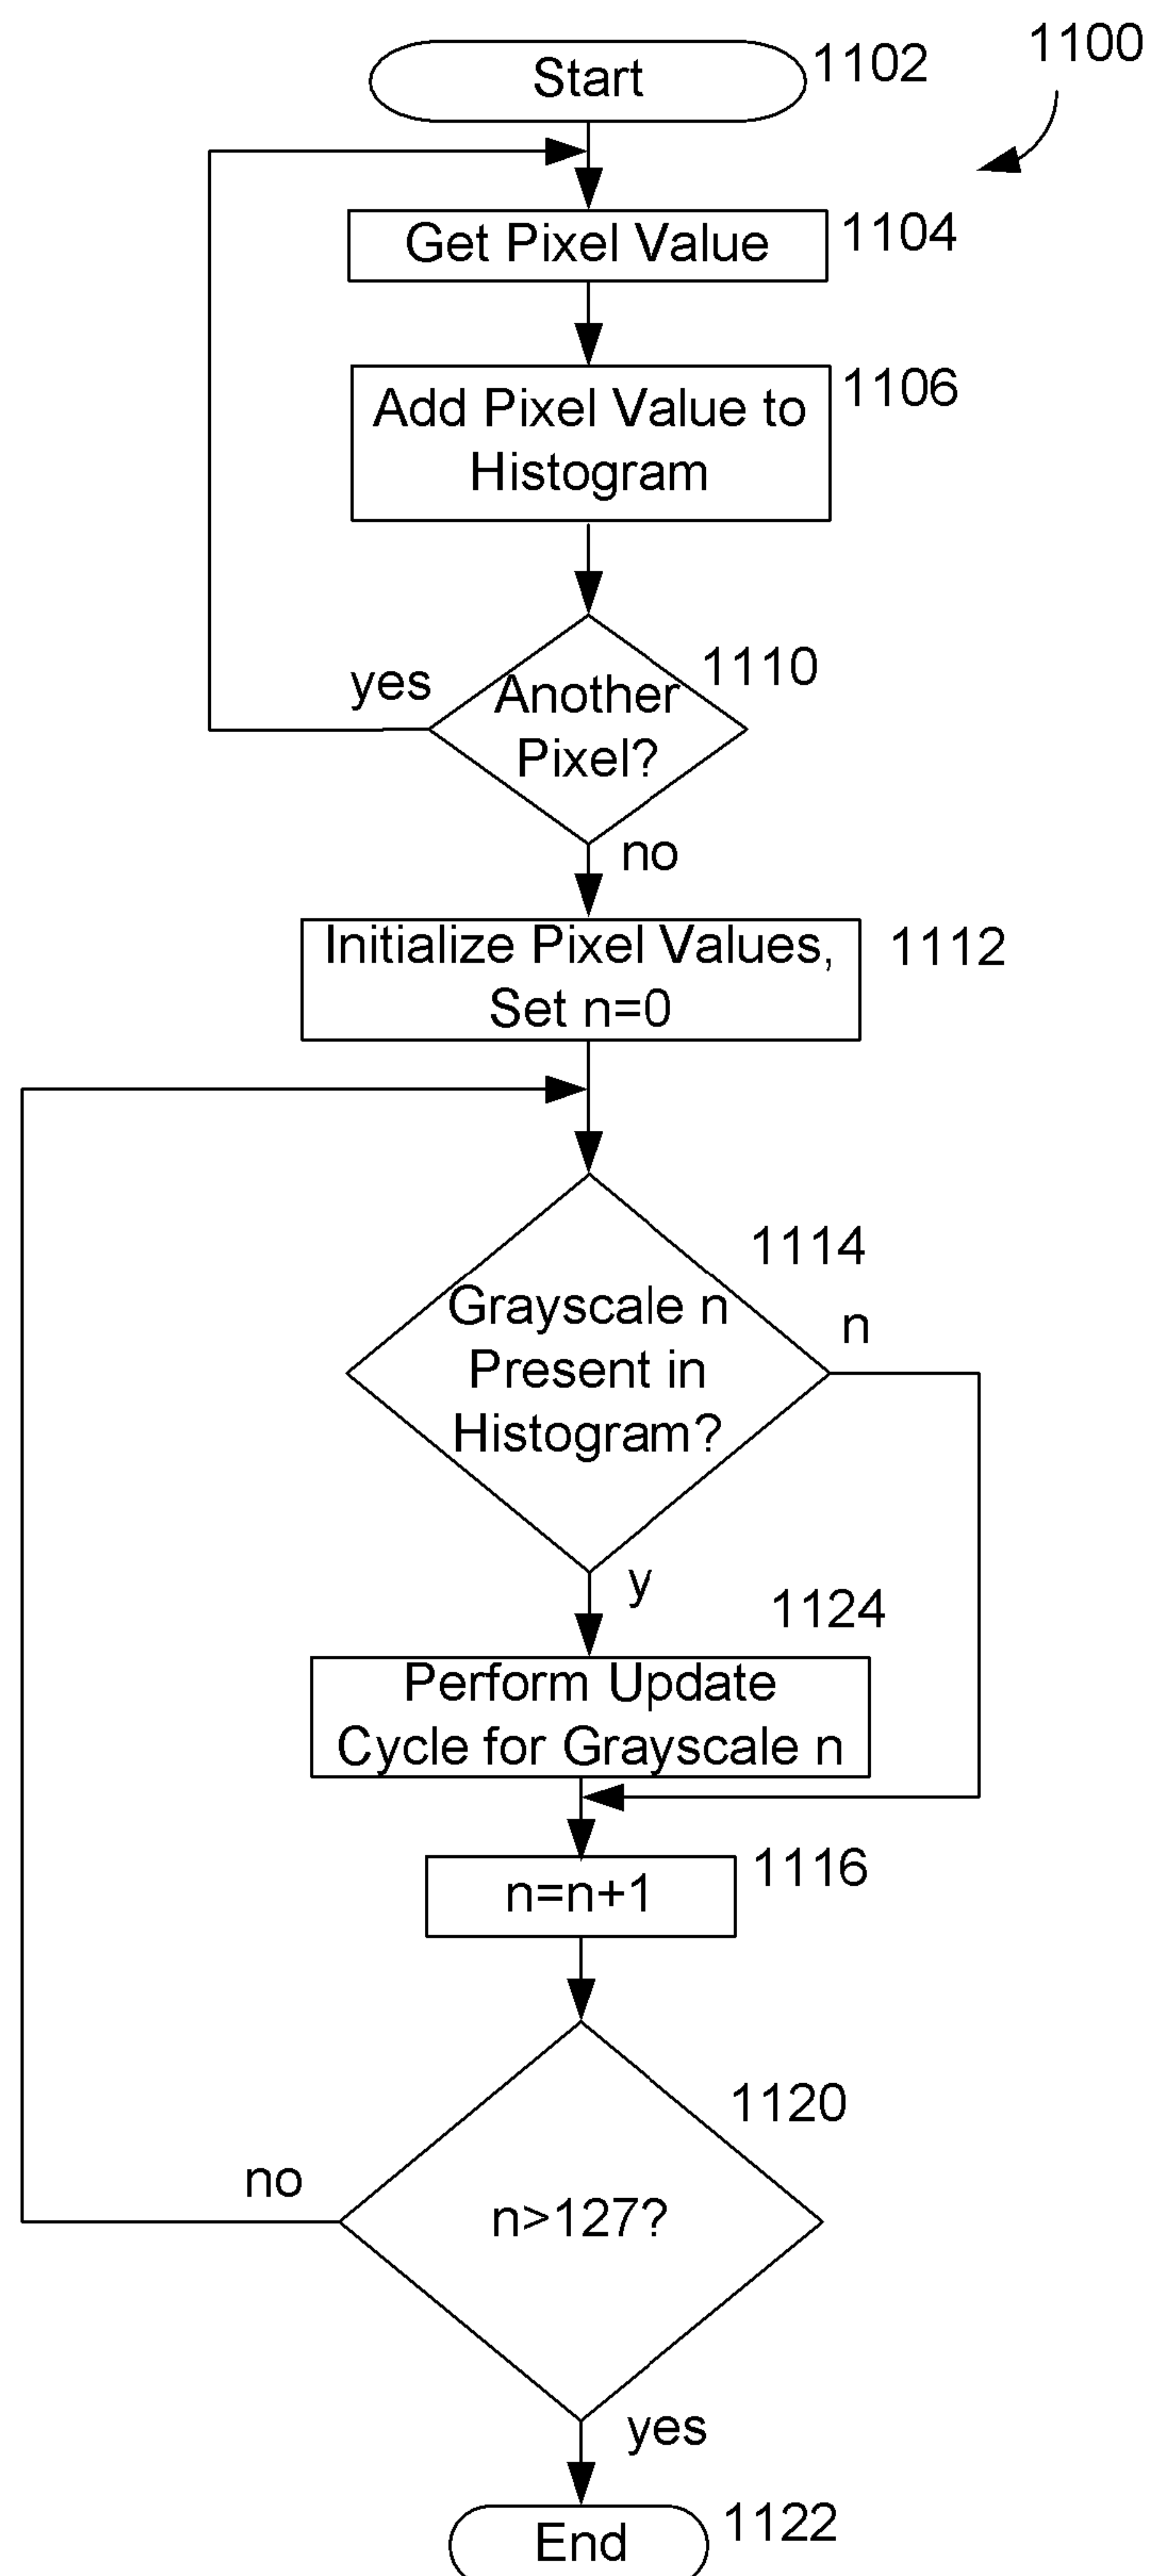 1100
Start
1102
Get Pixel Value
1104
Add Pixel Value to
Histogram
1106
yes
Another
Pixel?
1110
no
Initialize Pixel Values,
Set n=0
1112
1114
Grayscale n
Present in
Histogram?
n
y
1124
Perform Update
Cycle for Grayscale n
n=n+1
1116
1120
no
n>127?
yes
End
1122